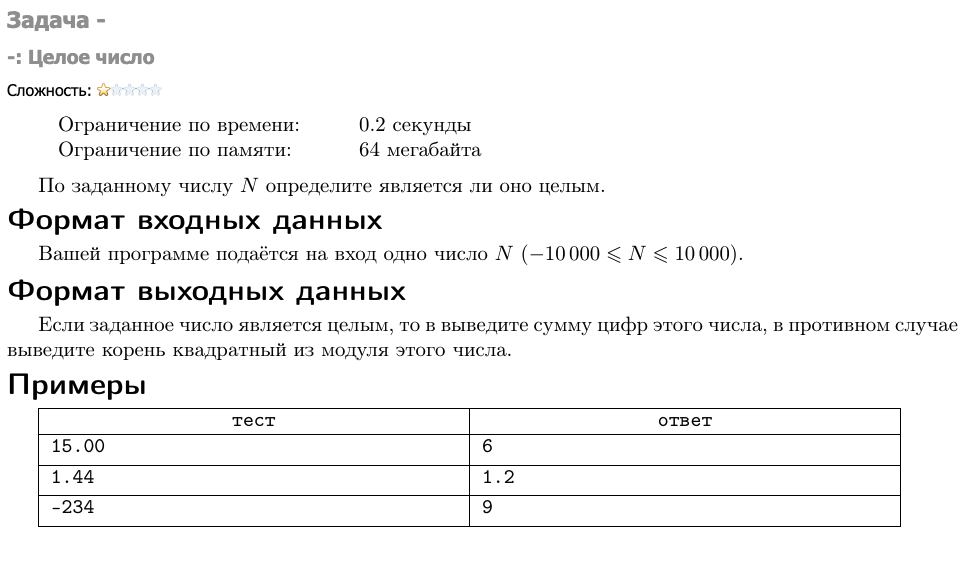 Задача -
-: Целое число
Сложность:
Ограничение по времени: 0.2 секунды
Ограничение по памяти: 64 мегабайта
По заданному числу N определите является ли оно целым.
Формат входных данных
Вашей программе подаётся на вход одно число N (−10 000 ⩽ N ⩽ 10 000).
Формат выходных данных
Если заданное число является целым, то в выведите сумму цифр этого числа, в противном случае
выведите корень квадратный из модуля этого числа.
Примеры
тест ответ
15.00 6
1.44 1.2
-234 9